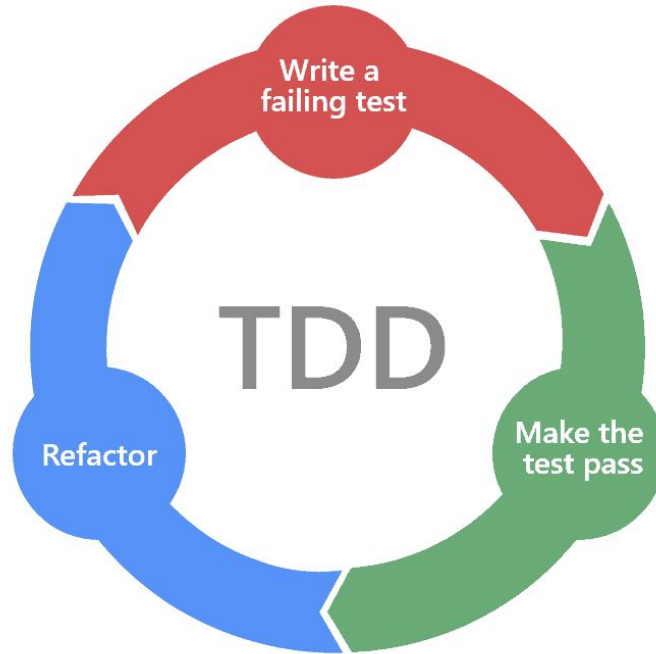 Write a
failing test
TDD
Make the
test pass
Refactor